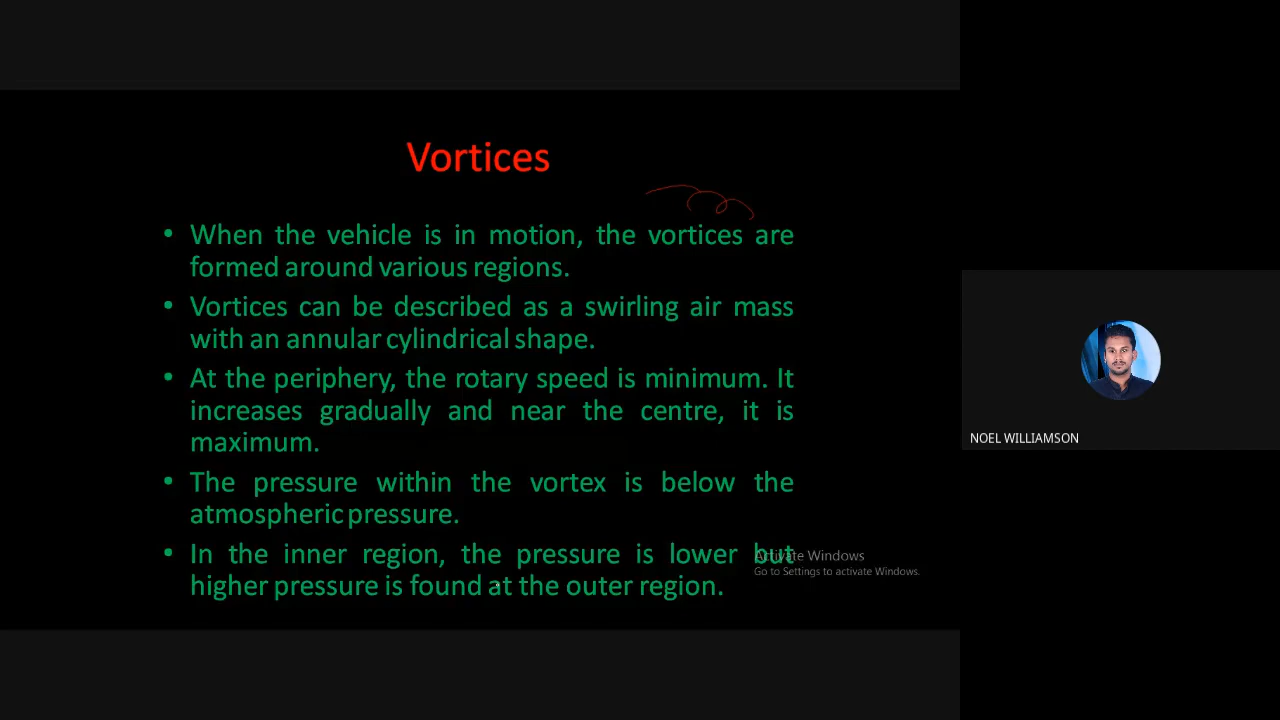 Vortices
• When the vehicle is in motion, the vortices are
formed around various regions.
• Vortices can be described as a swirling air mass
with an annular cylindrical shape.
• At the periphery, the rotary speed is minimum. It
increases gradually and near the centre, it is
maximum.
• The pressure within the vortex is below the
atmospheric pressure.
• In the inner region, the pressure is lower but
higher pressure is found at the outer region.
Activate Windows
Go to Settings to activate Windows.
NOEL WILLIAMSON